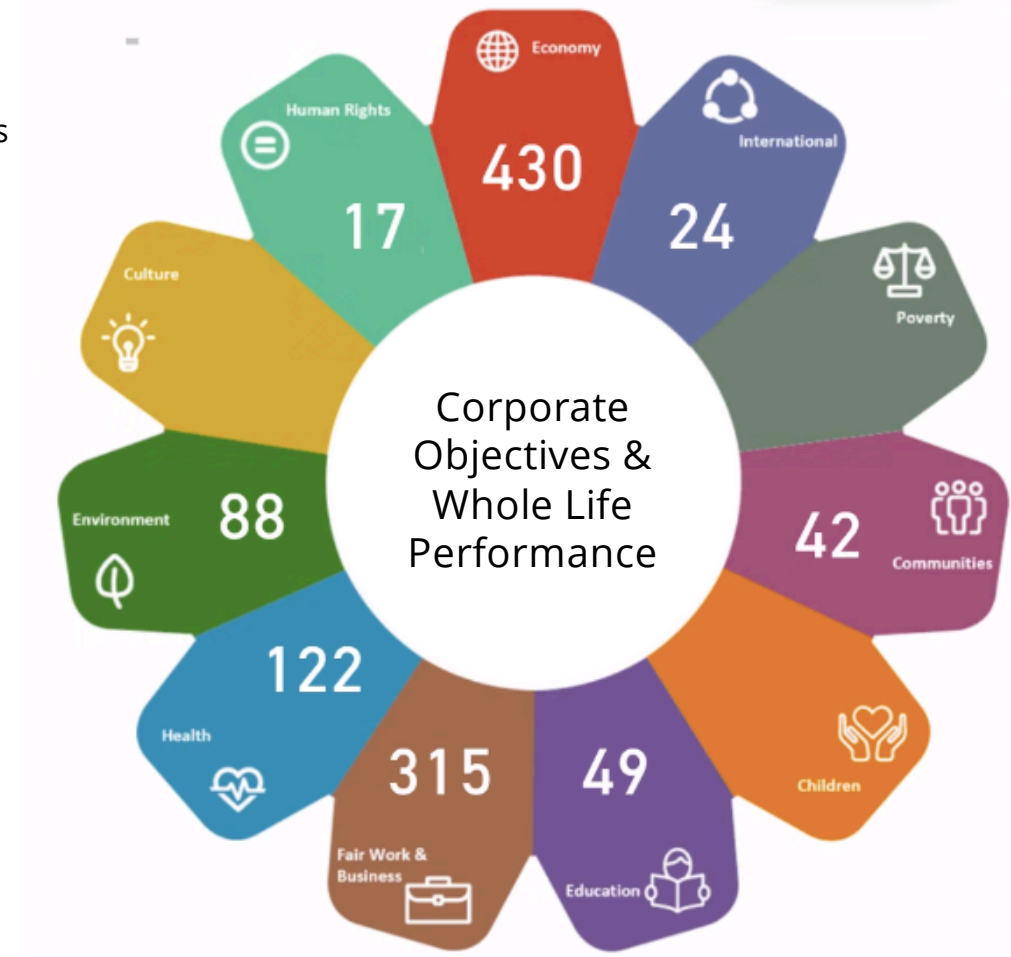 s
Economy
430
International
24
Poverty
Communities
42
Children
Education
49
Fair Work &
Business
315
Health
122
Environment
88
Culture
Human Rights
17
Corporate
Objectives &
Whole Life
Performance